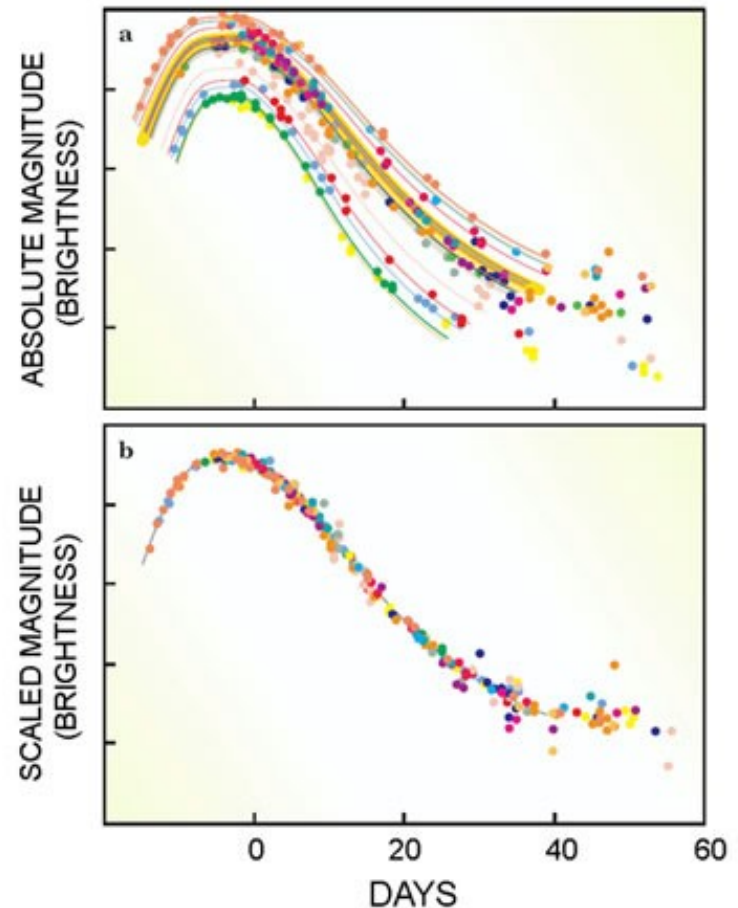 a
ABSOLUTE MAGNITUDE
(BRIGHTNESS)
b
SCALED MAGNITUDE
(BRIGHTNESS)
0 20 40 60
DAYS